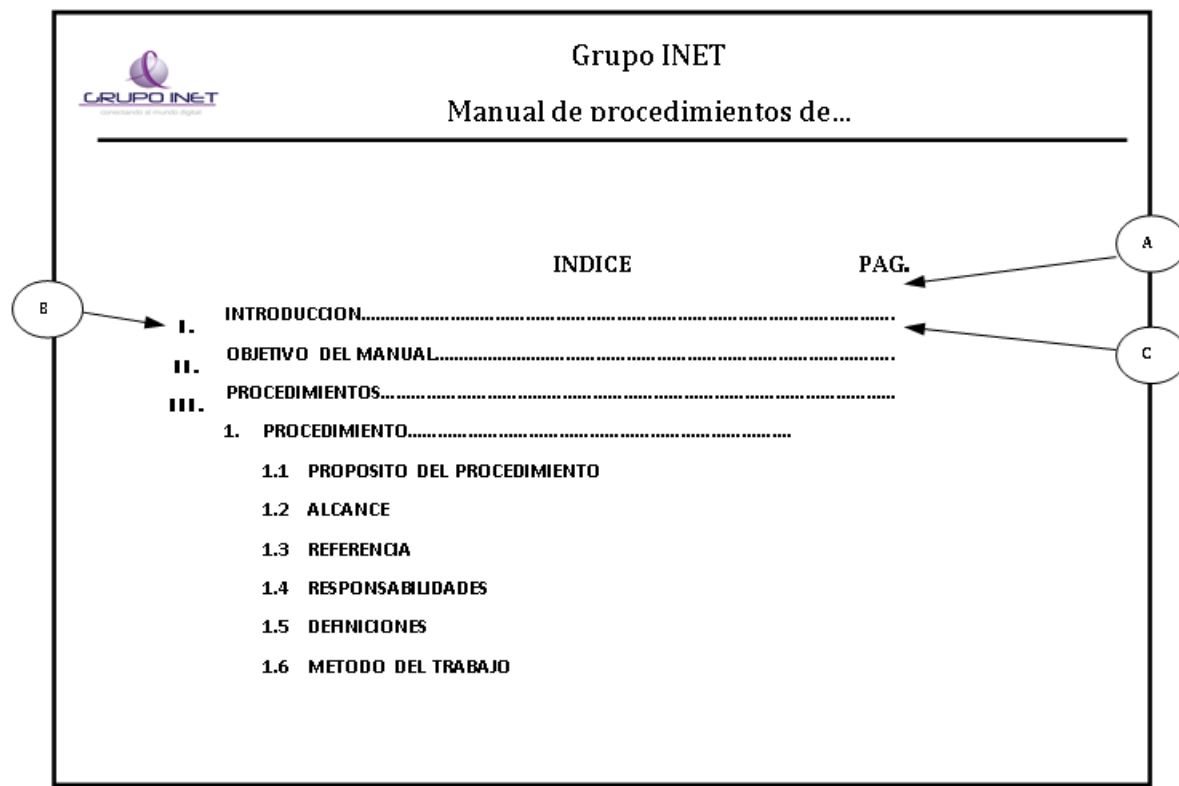 Grupo INET
GRUPO INET
conectando al mundo digital
Manual de procedimientos de...
A
INDICE PAG.
B
I. INTRODUCCION
C
II. OBJETIVO DEL MANUAL
III. PROCEDIMIENTOS
1. PROCEDIMIENTO
1.1 PROPOSITO DEL PROCEDIMIENTO
1.2 ALCANCE
1.3 REFERENCIA
1.4 RESPONSABILIDADES
1.5 DEFINICIONES
1.6 METODO DEL TRABAJO